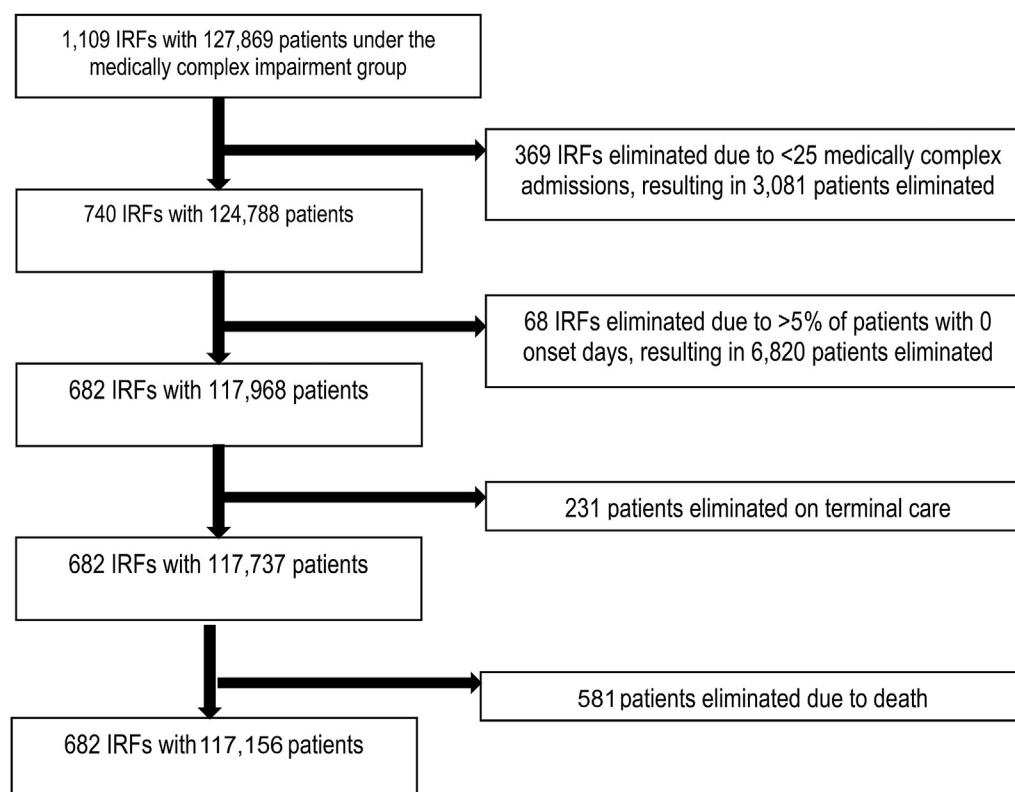 1,109 IRFs with 127,869 patients under the
medically complex impairment group
369 IRFs eliminated due to <25 medically complex
admissions, resulting in 3,081 patients eliminated
740 IRFs with 124,788 patients
68 IRFs eliminated due to >5% of patients with 0
onset days, resulting in 6,820 patients eliminated
682 IRFs with 117,968 patients
231 patients eliminated on terminal care
682 IRFs with 117,737 patients
581 patients eliminated due to death
682 IRFs with 117,156 patients